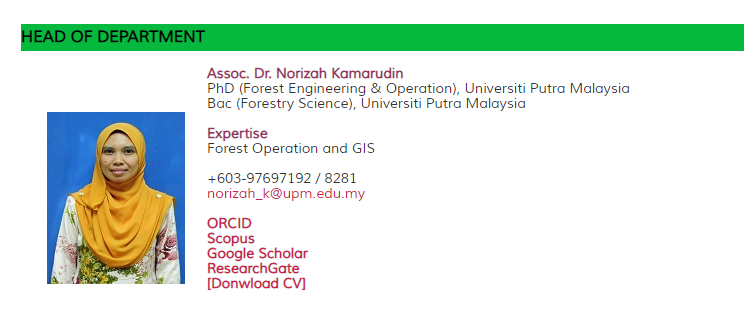 HEAD OF DEPARTMENT
Assoc. Dr. Norizah Kamarudin
PhD (Forest Engineering & Operation), Universiti Putra Malaysia
Bac (Forestry Science), Universiti Putra Malaysia
Expertise
Forest Operation and GIS
+603-97697192 / 8281
norizah_k@upm.edu.my
ORCID
Scopus
Google Scholar
ResearchGate
[Donwload CV]